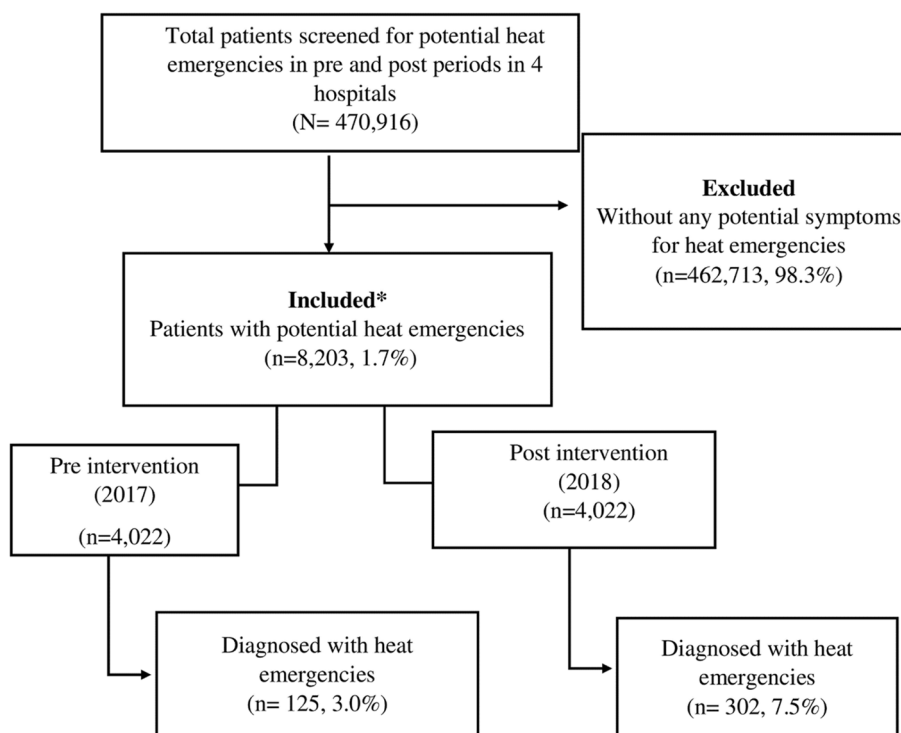 Total patients screened for potential heat
emergencies in pre and post periods in 4
hospitals
(N= 470,916)
Excluded
Without any potential symptoms
for heat emergencies
(n=462,713, 98.3%)
Included*
Patients with potential heat emergencies
(n=8,203, 1.7%)
Pre intervention
(2017)
(n=4,022)
Post intervention
(2018)
(n=4,022)
Diagnosed with heat
emergencies
(n= 125, 3.0%)
Diagnosed with heat
emergencies
(n= 302, 7.5%)